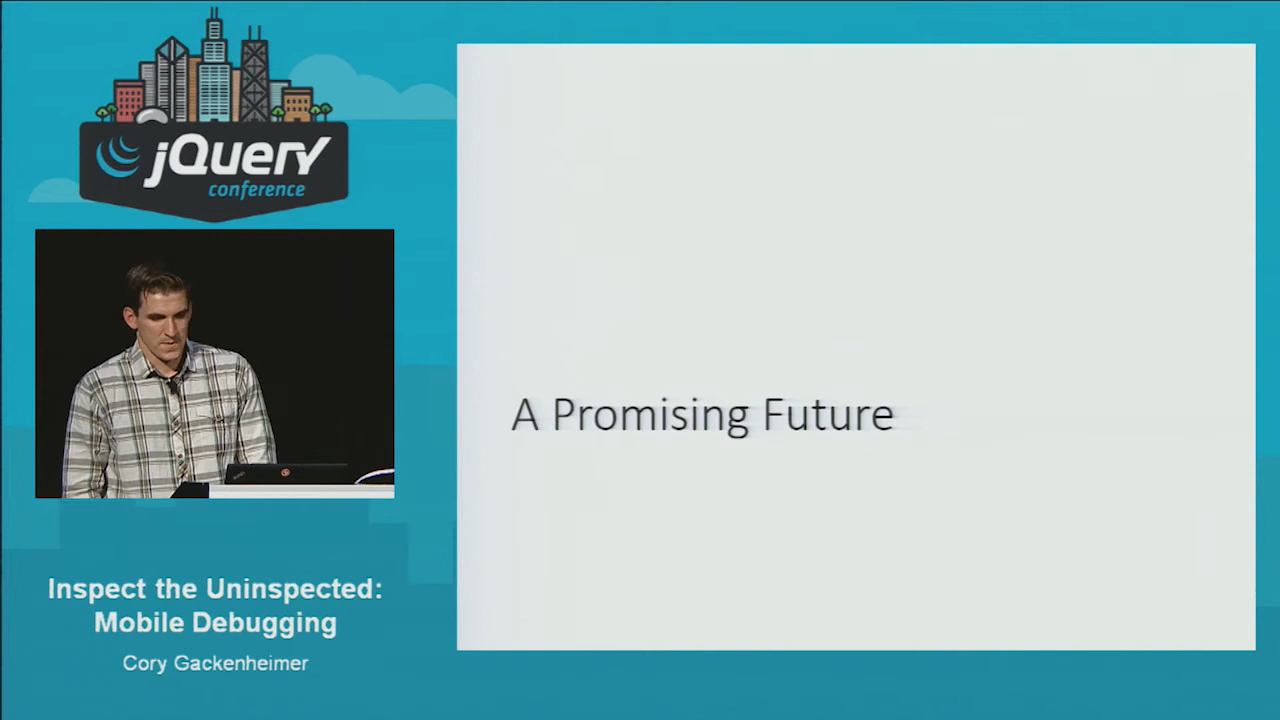 jQuery
conference
A Promising Future
Inspect the Uninspected:
Mobile Debugging
Cory Gackenheimer